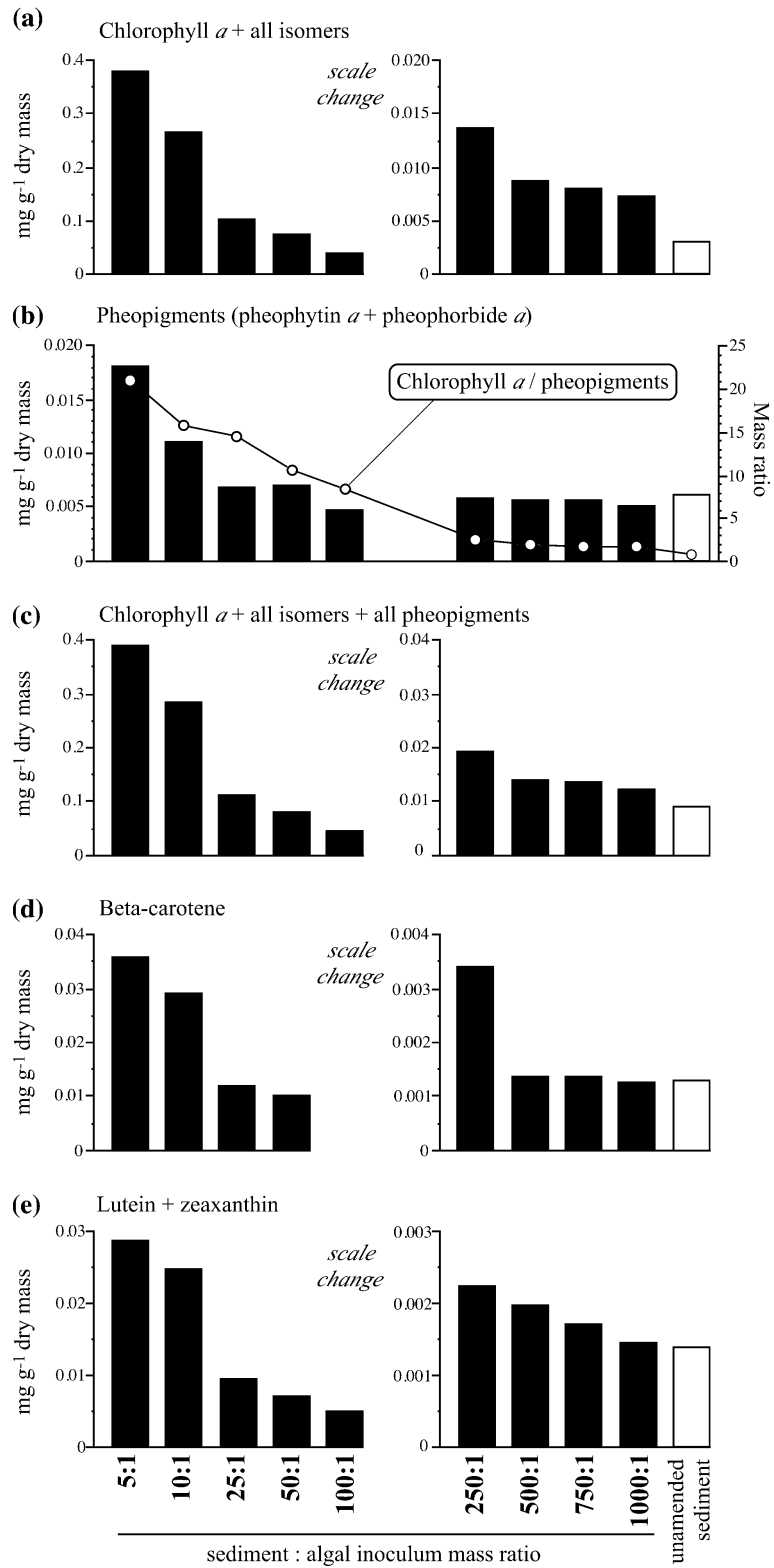 (a)
Chlorophyll a + all isomers
mg g-1 dry mass
0.4
0.3
0.2
0.1
0
scale
change
0.020
0.015
0.010
0.005
0
(b)
Pheopigments (pheophytin a + pheophorbide a)
mg g-1 dry mass
0.020
0.015
0.010
0.005
0
Chlorophyll a / pheopigments
25
20
15
10
5
0
Mass ratio
(c)
Chlorophyll a + all isomers + all pheopigments
mg g-1 dry mass
0.4
0.3
0.2
0.1
0
scale
change
0.04
0.03
0.02
0.01
0
(d)
Beta-carotene
mg g-1 dry mass
0.04
0.03
0.02
0.01
0
scale
change
0.004
0.003
0.002
0.001
0
(e)
Lutein + zeaxanthin
mg g-1 dry mass
0.03
0.02
0.01
0
scale
change
0.003
0.002
0.001
0
5:1
10:1
25:1
50:1
100:1
250:1
500:1
750:1
1000:1
unamended
sediment
sediment : algal inoculum mass ratio